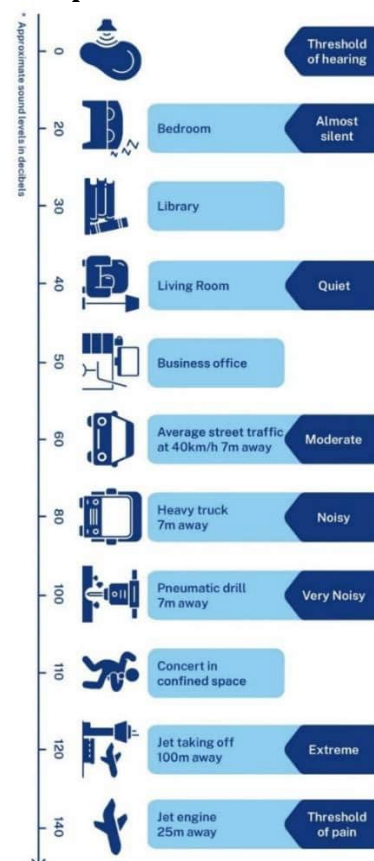 * Approximate sound levels in decibels
0
Threshold
of hearing
20
Bedroom
Almost
silent
30
Library
40
Living Room
Quiet
50
Business office
60
Average street traffic
at 40km/h 7m away
Moderate
80
Heavy truck
7m away
Noisy
100
Pneumatic drill
7m away
Very Noisy
110
Concert in
confined space
120
Jet taking off
100m away
Extreme
140
Jet engine
25m away
Threshold
of pain